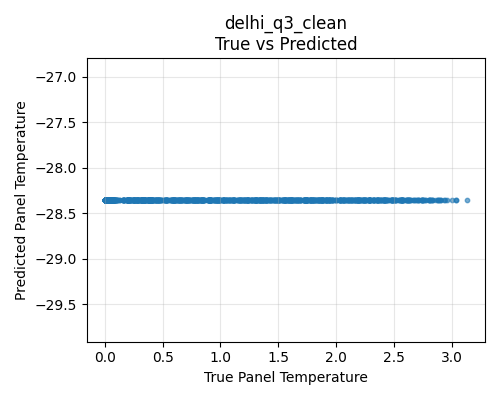 delhi_q3_clean
True vs Predicted
−27.0
−27.5
−28.0
−28.5
−29.0
−29.5
Predicted Panel Temperature
0.0 0.5 1.0 1.5 2.0 2.5 3.0
True Panel Temperature